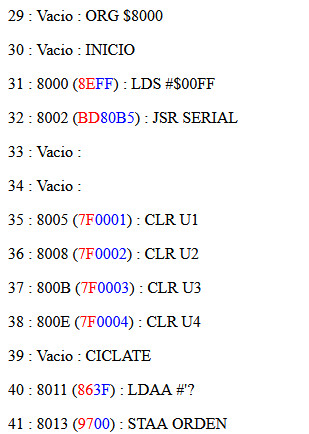 29 : Vacio : ORG $8000
30 : Vacio : INICIO
31 : 8000 (8EFF) : LDS #$00FF
32 : 8002 (BD80B5) : JSR SERIAL
33 : Vacio :
34 : Vacio :
35 : 8005 (7F0001) : CLR U1
36 : 8008 (7F0002) : CLR U2
37 : 800B (7F0003) : CLR U3
38 : 800E (7F0004) : CLR U4
39 : Vacio : CICLATE
40 : 8011 (863F) : LDAA #'?
41 : 8013 (9700) : STAA ORDEN